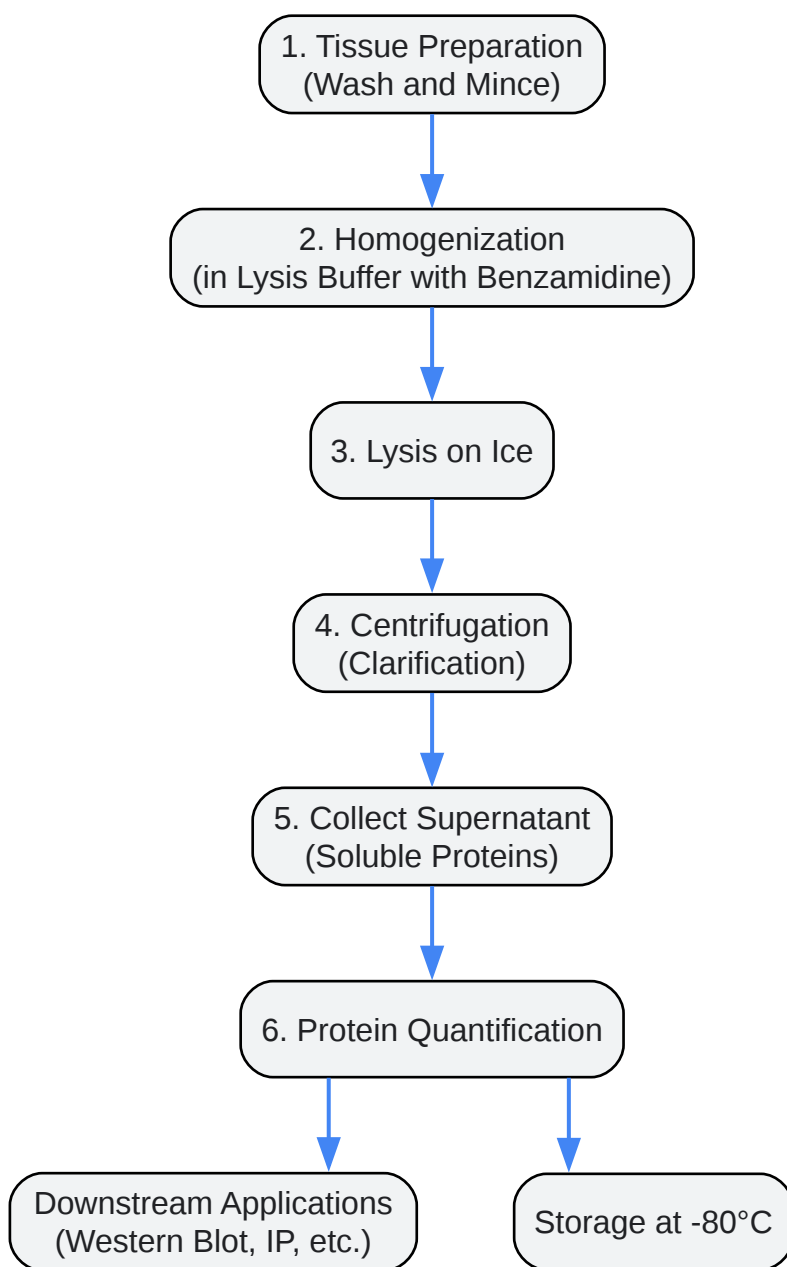 1. Tissue Preparation
(Wash and Mince)
2. Homogenization
(in Lysis Buffer with Benzamidine)
3. Lysis on Ice
4. Centrifugation
(Clarification)
5. Collect Supernatant
(Soluble Proteins)
6. Protein Quantification
Downstream Applications
(Western Blot, IP, etc.)
Storage at -80°C